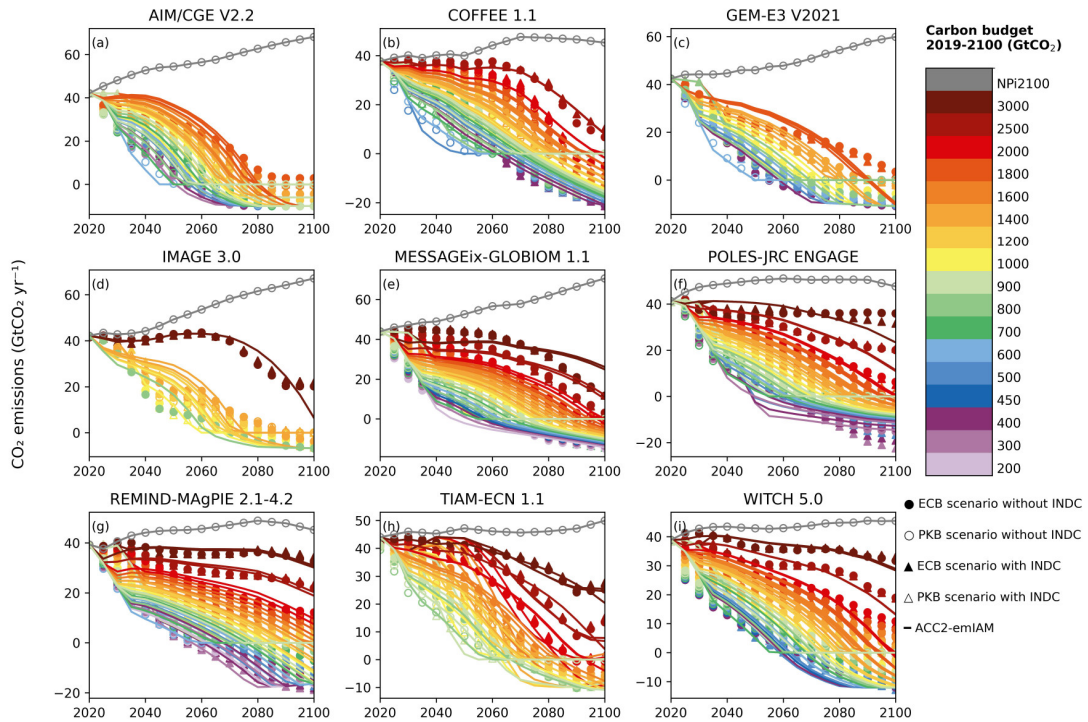 AIM/CGE V2.2
COFFEE 1.1
GEM-E3 V2021
(a)
60
40
20
0
2020 2040 2060 2080 2100
(b)
40
20
0
−20
2020 2040 2060 2080 2100
(c)
60
40
20
0
2020 2040 2060 2080 2100
IMAGE 3.0
MESSAGEix-GLOBIOM 1.1
POLES-JRC ENGAGE
CO₂ emissions (GtCO₂ yr⁻¹)
(d)
60
40
20
0
2020 2040 2060 2080 2100
(e)
60
40
20
0
2020 2040 2060 2080 2100
(f)
40
20
0
−20
2020 2040 2060 2080 2100
REMIND-MAgPIE 2.1-4.2
TIAM-ECN 1.1
WITCH 5.0
(g)
40
20
0
−20
2020 2040 2060 2080 2100
(h)
50
40
30
20
10
0
−10
2020 2040 2060 2080 2100
(i)
40
30
20
10
0
−10
2020 2040 2060 2080 2100
Carbon budget
2019-2100 (GtCO₂)
NPi2100
3000
2500
2000
1800
1600
1400
1200
1000
900
800
700
600
500
450
400
300
200
ECB scenario without INDC
PKB scenario without INDC
ECB scenario with INDC
PKB scenario with INDC
ACC2-emIAM